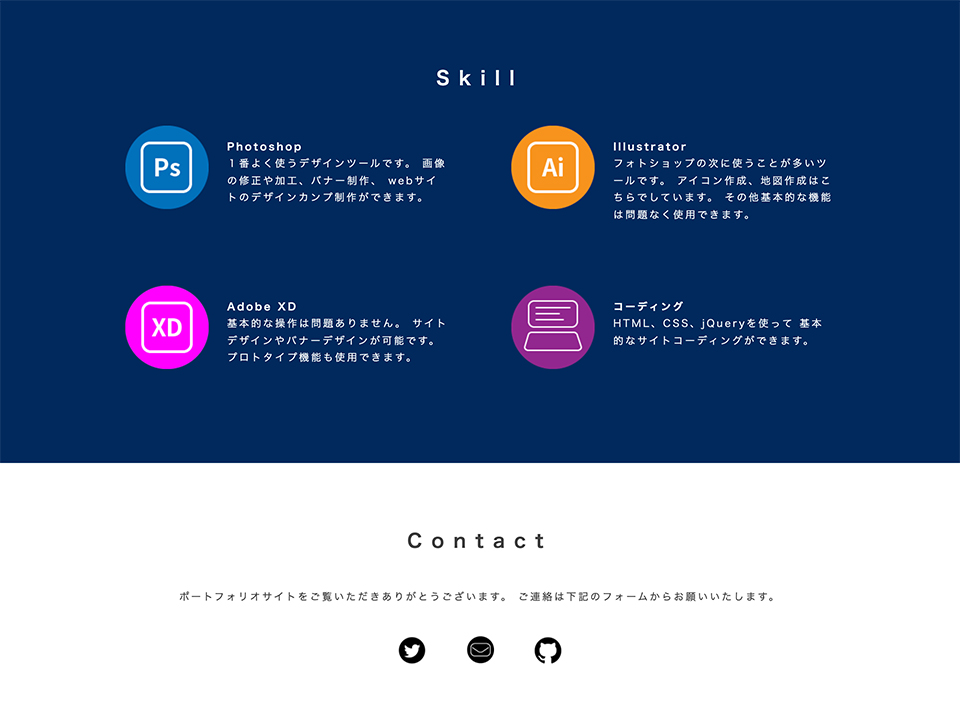 Skill
Ps
Photoshop
１番よく使うデザインツールです。 画像
の修正や加工、バナー制作、 webサイ
トのデザインカンプ制作ができます。
Ai
Illustrator
フォトショップの次に使うことが多いツ
ールです。 アイコン作成、地図作成はこ
ちらでしています。 その他基本的な機能
は問題なく使用できます。
XD
Adobe XD
基本的な操作は問題ありません。 サイト
デザインやバナーデザインが可能です。
プロトタイプ機能も使用できます。
コーディング
HTML、CSS、jQueryを使って 基本
的なサイトコーディングができます。
Contact
ポートフォリオサイトをご覧いただきありがとうございます。 ご連絡は下記のフォームからお願いいたします。